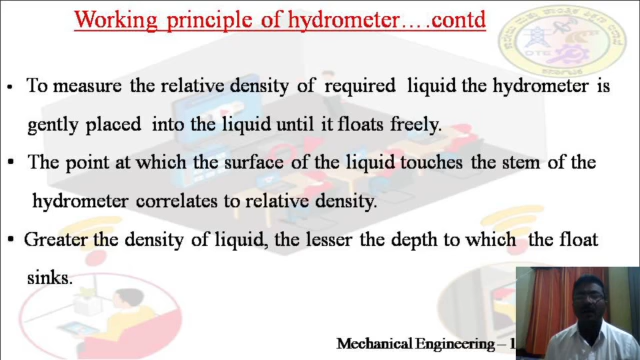 Working principle of hydrometer….contd
• To measure the relative density of required liquid the hydrometer is
gently placed into the liquid until it floats freely.
• The point at which the surface of the liquid touches the stem of the
hydrometer correlates to relative density.
• Greater the density of liquid, the lesser the depth to which the float
sinks.
Mechanical Engineering – 1
DTE